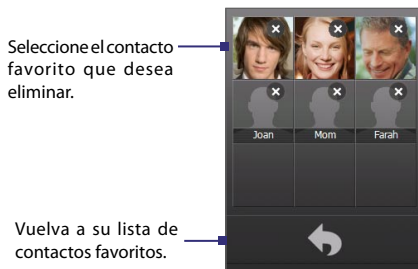 Seleccione el contacto
favorito que desea
eliminar.
Joan Mom Farah
Vuelva a su lista de
contactos favoritos.